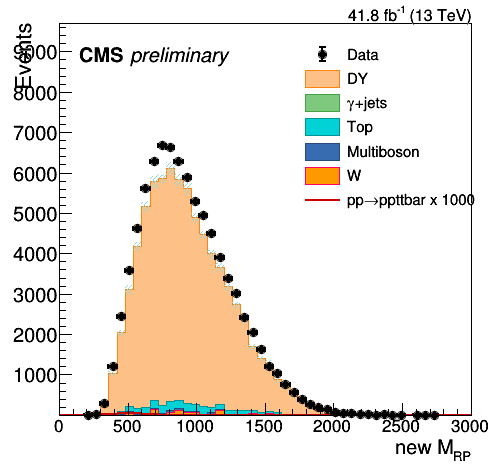 41.8 fb⁻¹ (13 TeV)
Events
CMS preliminary
Data
DY
γ+jets
Top
Multiboson
W
pp→ppttbar x 1000
9000
8000
7000
6000
5000
4000
3000
2000
1000
0 500 1000 1500 2000 2500 3000
new M_RP